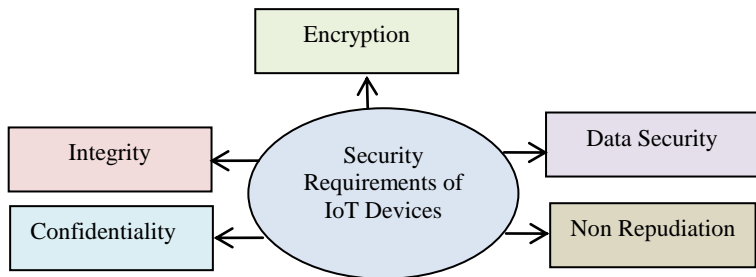 Encryption
Integrity
Security
Requirements of
IoT Devices
Data Security
Confidentiality
Non Repudiation